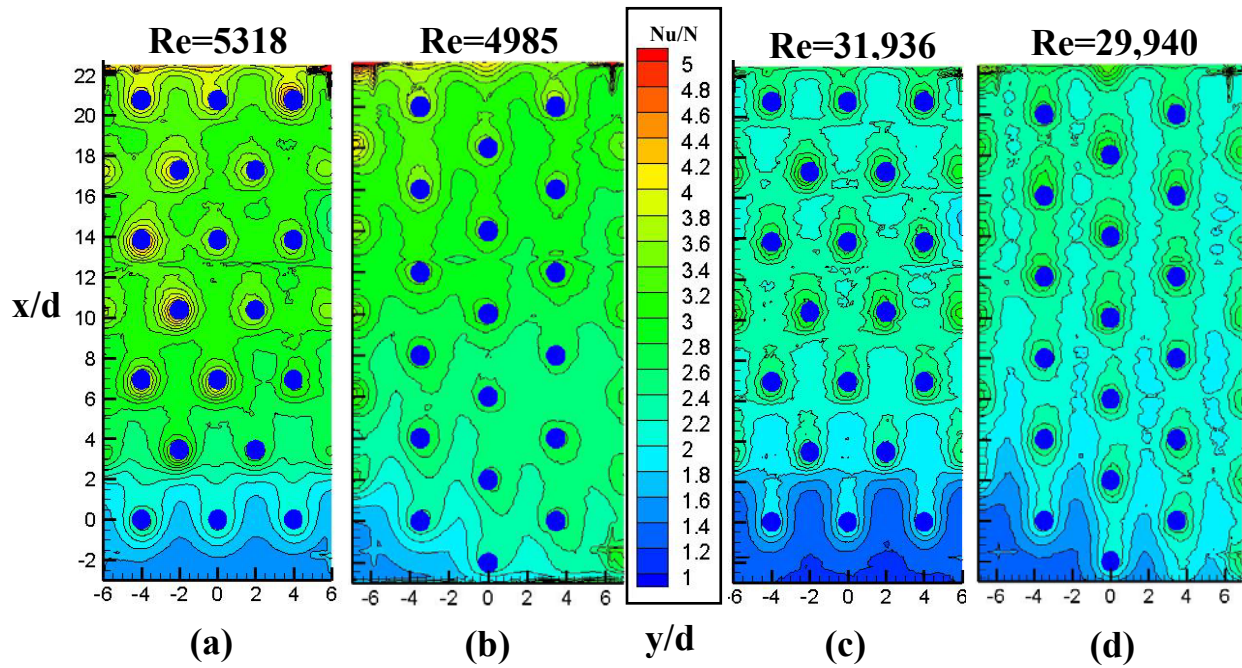 Re=5318
Re=4985
Nu/N
Re=31,936
Re=29,940
22
20
18
16
14
12
10
8
6
4
2
0
-2
x/d
5
4.8
4.6
4.4
4.2
4
3.8
3.6
3.4
3.2
3
2.8
2.6
2.4
2.2
2
1.8
1.6
1.4
1.2
1
-6 -4 -2 0 2 4 6
-6 -4 -2 0 2 4 6
-6 -4 -2 0 2 4 6
-6 -4 -2 0 2 4 6
(a)
(b)
y/d
(c)
(d)